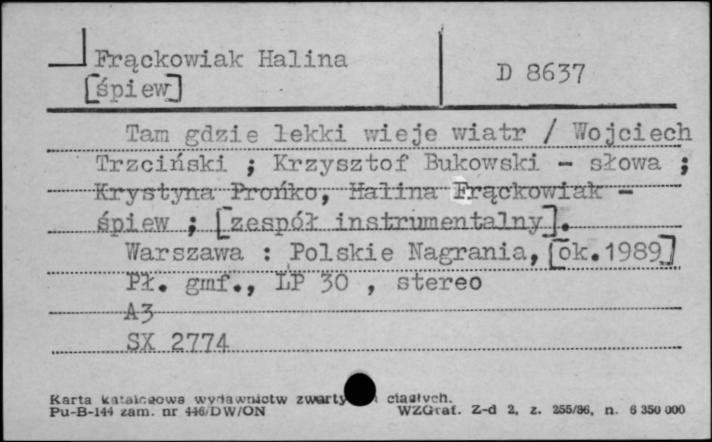 Frąckowiak Halina
[śpiew]
D 8637
Tam gdzie lekki wieje wiatr / Wojciech
Trzciński ; Krzysztof Bukowski - słowa ;
Krystyna Prońko, Halina Frąckowiak -
śpiew ; [zespół instrumentalny].
Warszawa : Polskie Nagrania, [ok.1989]
Pł. gmf., LP 30 , stereo
A3
SX 2774
Karta katalogowa wydawnictw zwarty ciągłych.
Pu-B-144 zam. nr 446/DW/ON WZGraf. Z-d 2, z. 255/86, n. 6 350 000